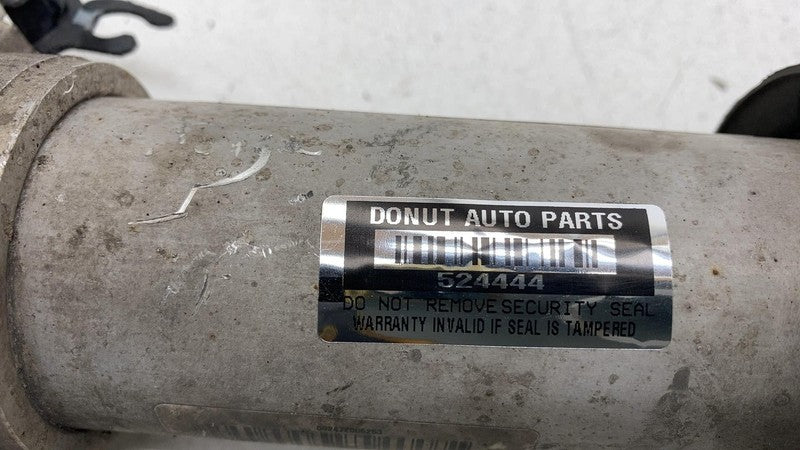 DONUT AUTO PARTS
524444
DO NOT REMOVE SECURITY SEAL
WARRANTY INVALID IF SEAL IS TAMPERED